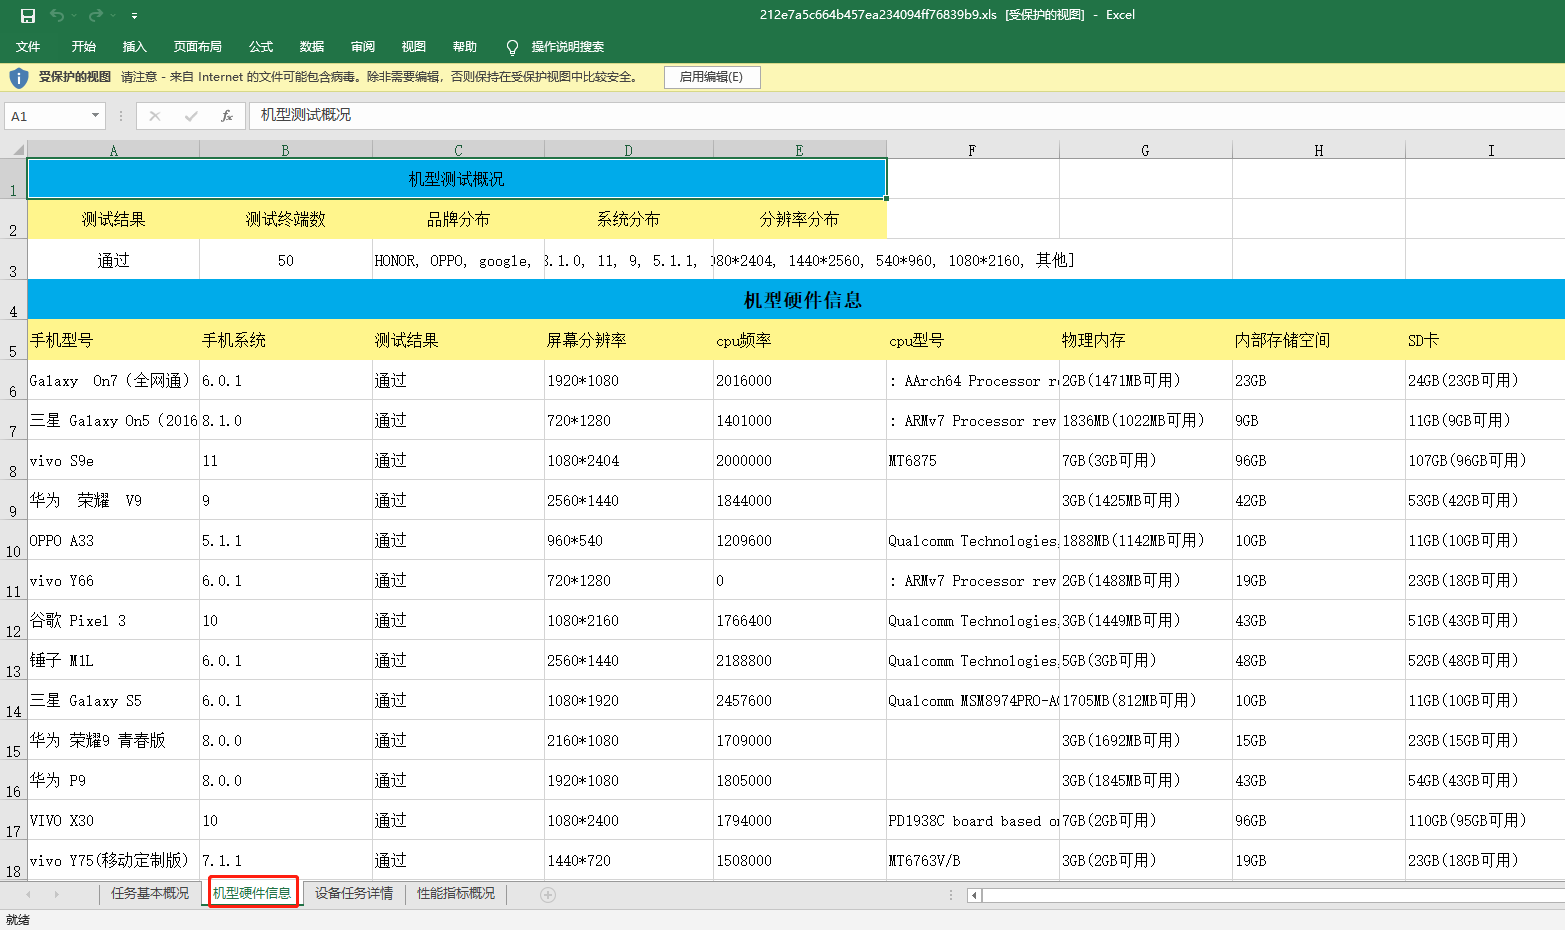 212e7a5c664b457ea234094ff76839b9.xls [受保护的视图] - Excel
文件 开始 插入 页面布局 公式 数据 审阅 视图 帮助 操作说明搜索
受保护的视图 请注意 - 来自 Internet 的文件可能包含病毒。除非需要编辑，否则保持在受保护视图中比较安全。 启用编辑(E)
A1 fx 机型测试概况
A B C D E F G H I
1 机型测试概况
2 测试结果 测试终端数 品牌分布 系统分布 分辨率分布
3 通过 50 HONOR, OPPO, google, 8.1.0, 11, 9, 5.1.1, 080*2404, 1440*2560, 540*960, 1080*2160, 其他]
4 机型硬件信息
5 手机型号 手机系统 测试结果 屏幕分辨率 cpu频率 cpu型号 物理内存 内部存储空间 SD卡
6 Galaxy On7（全网通） 6.0.1 通过 1920*1080 2016000 : AArch64 Processor re 2GB(1471MB可用) 23GB 24GB(23GB可用)
7 三星 Galaxy On5（2016 8.1.0 通过 720*1280 1401000 : ARMv7 Processor rev 1836MB(1022MB可用) 9GB 11GB(9GB可用)
8 vivo S9e 11 通过 1080*2404 2000000 MT6875 7GB(3GB可用) 96GB 107GB(96GB可用)
9 华为 荣耀 V9 9 通过 2560*1440 1844000 3GB(1425MB可用) 42GB 53GB(42GB可用)
10 OPPO A33 5.1.1 通过 960*540 1209600 Qualcomm Technologies, 1888MB(1142MB可用) 10GB 11GB(10GB可用)
11 vivo Y66 6.0.1 通过 720*1280 0 : ARMv7 Processor rev 2GB(1488MB可用) 19GB 23GB(18GB可用)
12 谷歌 Pixel 3 10 通过 1080*2160 1766400 Qualcomm Technologies, 3GB(1449MB可用) 43GB 51GB(43GB可用)
13 锤子 M1L 6.0.1 通过 2560*1440 2188800 Qualcomm Technologies, 5GB(3GB可用) 48GB 52GB(48GB可用)
14 三星 Galaxy S5 6.0.1 通过 1080*1920 2457600 Qualcomm MSM8974PRO-AC 1705MB(812MB可用) 10GB 11GB(10GB可用)
15 华为 荣耀9 青春版 8.0.0 通过 2160*1080 1709000 3GB(1692MB可用) 15GB 23GB(15GB可用)
16 华为 P9 8.0.0 通过 1920*1080 1805000 3GB(1845MB可用) 43GB 54GB(43GB可用)
17 VIVO X30 10 通过 1080*2400 1794000 PD1938C board based on 7GB(2GB可用) 96GB 110GB(95GB可用)
18 vivo Y75(移动定制版) 7.1.1 通过 1440*720 1508000 MT6763V/B 3GB(2GB可用) 19GB 23GB(18GB可用)
任务基本概况 机型硬件信息 设备任务详情 性能指标概况
就绪